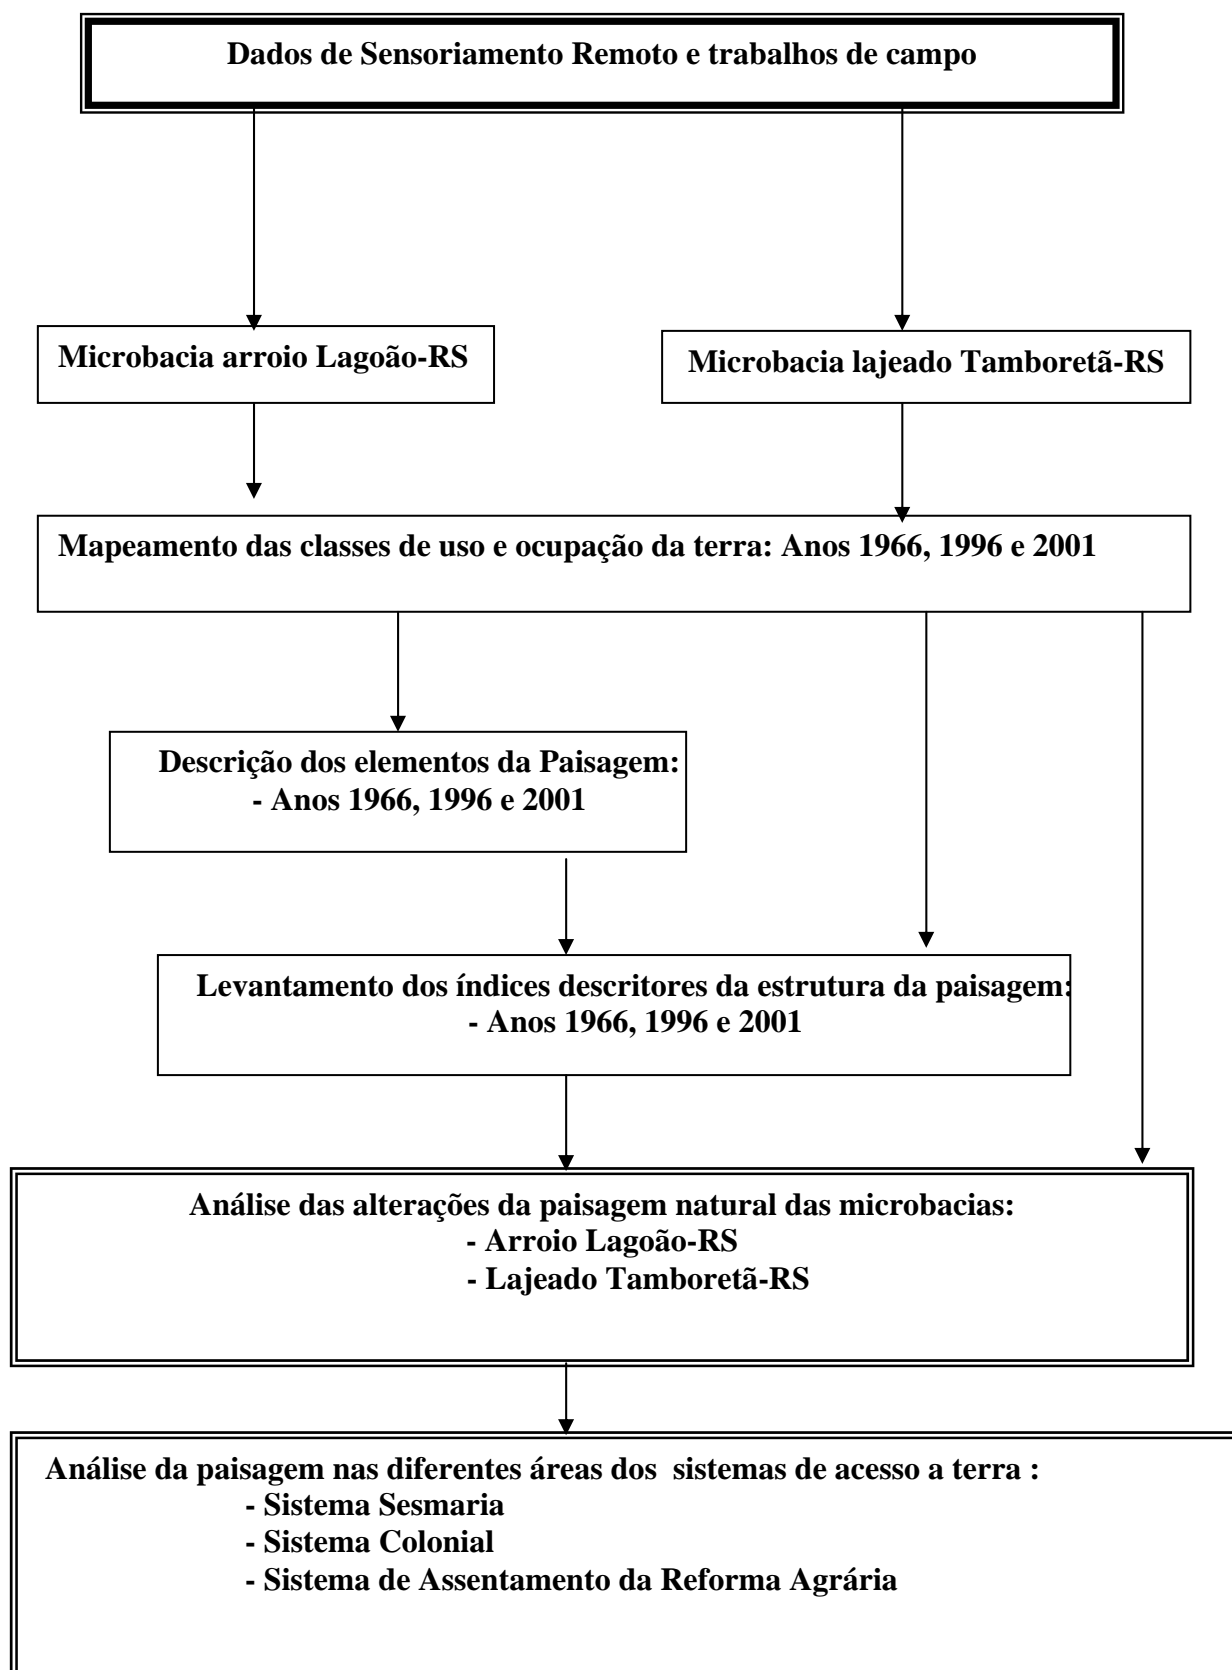 Dados de Sensoriamento Remoto e trabalhos de campo
Microbacia arroio Lagoão-RS
Microbacia lajeado Tamboretã-RS
Mapeamento das classes de uso e ocupação da terra: Anos 1966, 1996 e 2001
Descrição dos elementos da Paisagem:
- Anos 1966, 1996 e 2001
Levantamento dos índices descritores da estrutura da paisagem:
- Anos 1966, 1996 e 2001
Análise das alterações da paisagem natural das microbacias:
- Arroio Lagoão-RS
- Lajeado Tamboretã-RS
Análise da paisagem nas diferentes áreas dos sistemas de acesso a terra :
- Sistema Sesmaria
- Sistema Colonial
- Sistema de Assentamento da Reforma Agrária